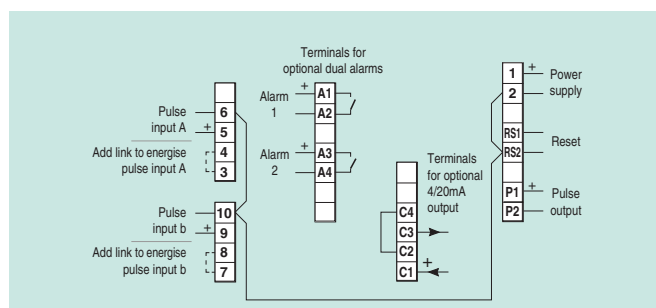 Terminals for
optional dual alarms
Alarm
1
+
A1
A2
Alarm
2
+
A3
A4
Pulse
input A
6
+
5
Add link to energise
pulse input A
4
3
Pulse
input b
10
+
9
Add link to energise
pulse input b
8
7
Terminals
for optional
4/20mA
output
C4
C3
C2
+
C1
1
+
2
Power
supply
RS1
RS2
Reset
P1
+
P2
Pulse
output